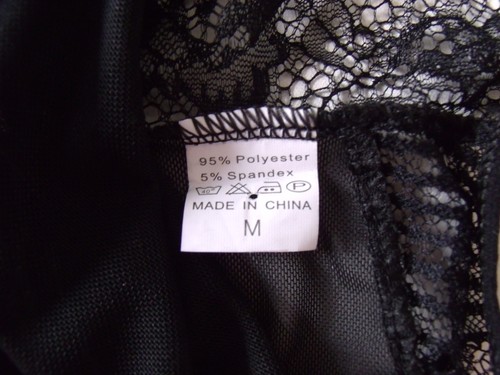 95% Polyester
5% Spandex
P
MADE IN CHINA
M